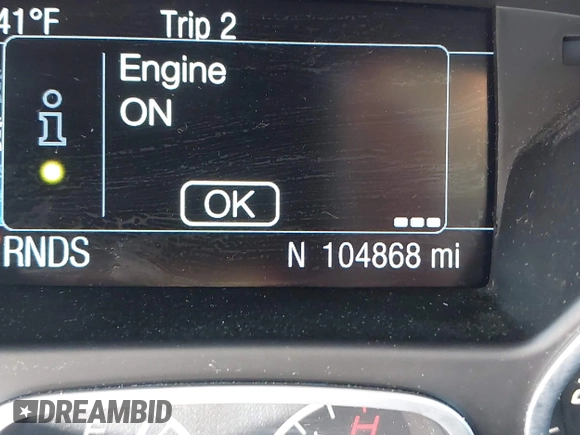 41°F Trip 2
Engine
ON
OK
RNDS N 104868 mi
H
DREAMBID